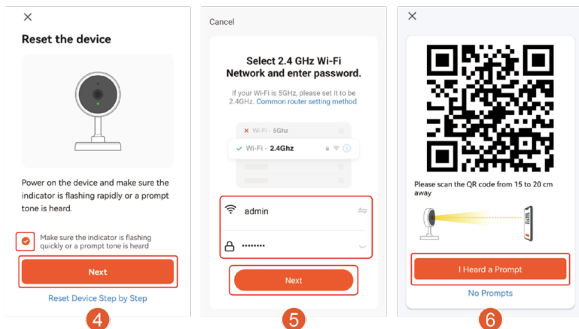 Reset the device
Power on the device and make sure the
indicator is flashing rapidly or a prompt
tone is heard.
Make sure the indicator is flashing
quickly or a prompt tone is heard
Next
Reset Device Step by Step
4
Cancel
Select 2.4 GHz Wi-Fi
Network and enter password.
If your Wi-Fi is 5GHz, please set it to be
2.4GHz. Common router setting method
Wi-Fi - 5Ghz
Wi-Fi - 2.4Ghz
admin
••••••••
Next
5
Please scan the QR code from 15 to 20 cm
away
I Heard a Prompt
No Prompts
6